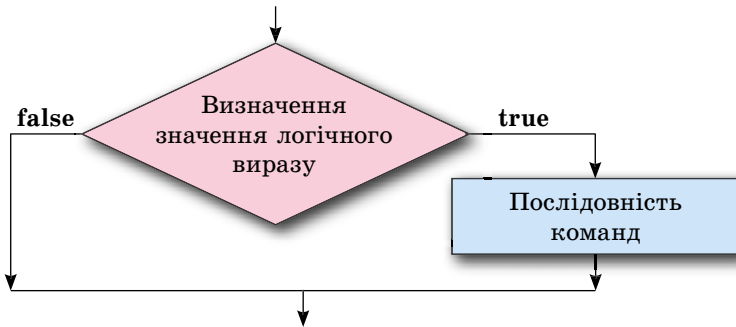 Визначення
значення логічного
виразу
false
true
Послідовність
команд